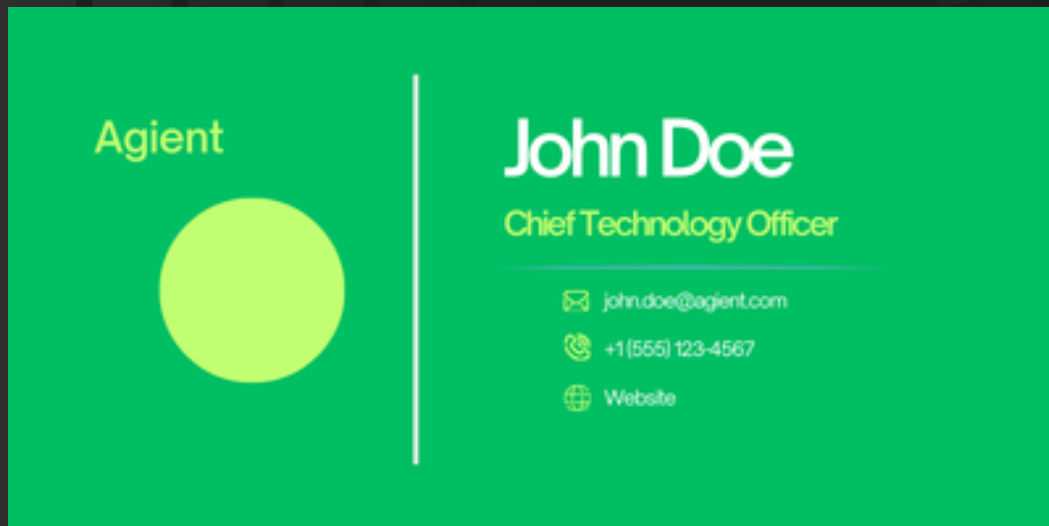 Agient
John Doe
Chief Technology Officer
john.doe@agient.com
+1 (555) 123-4567
Website